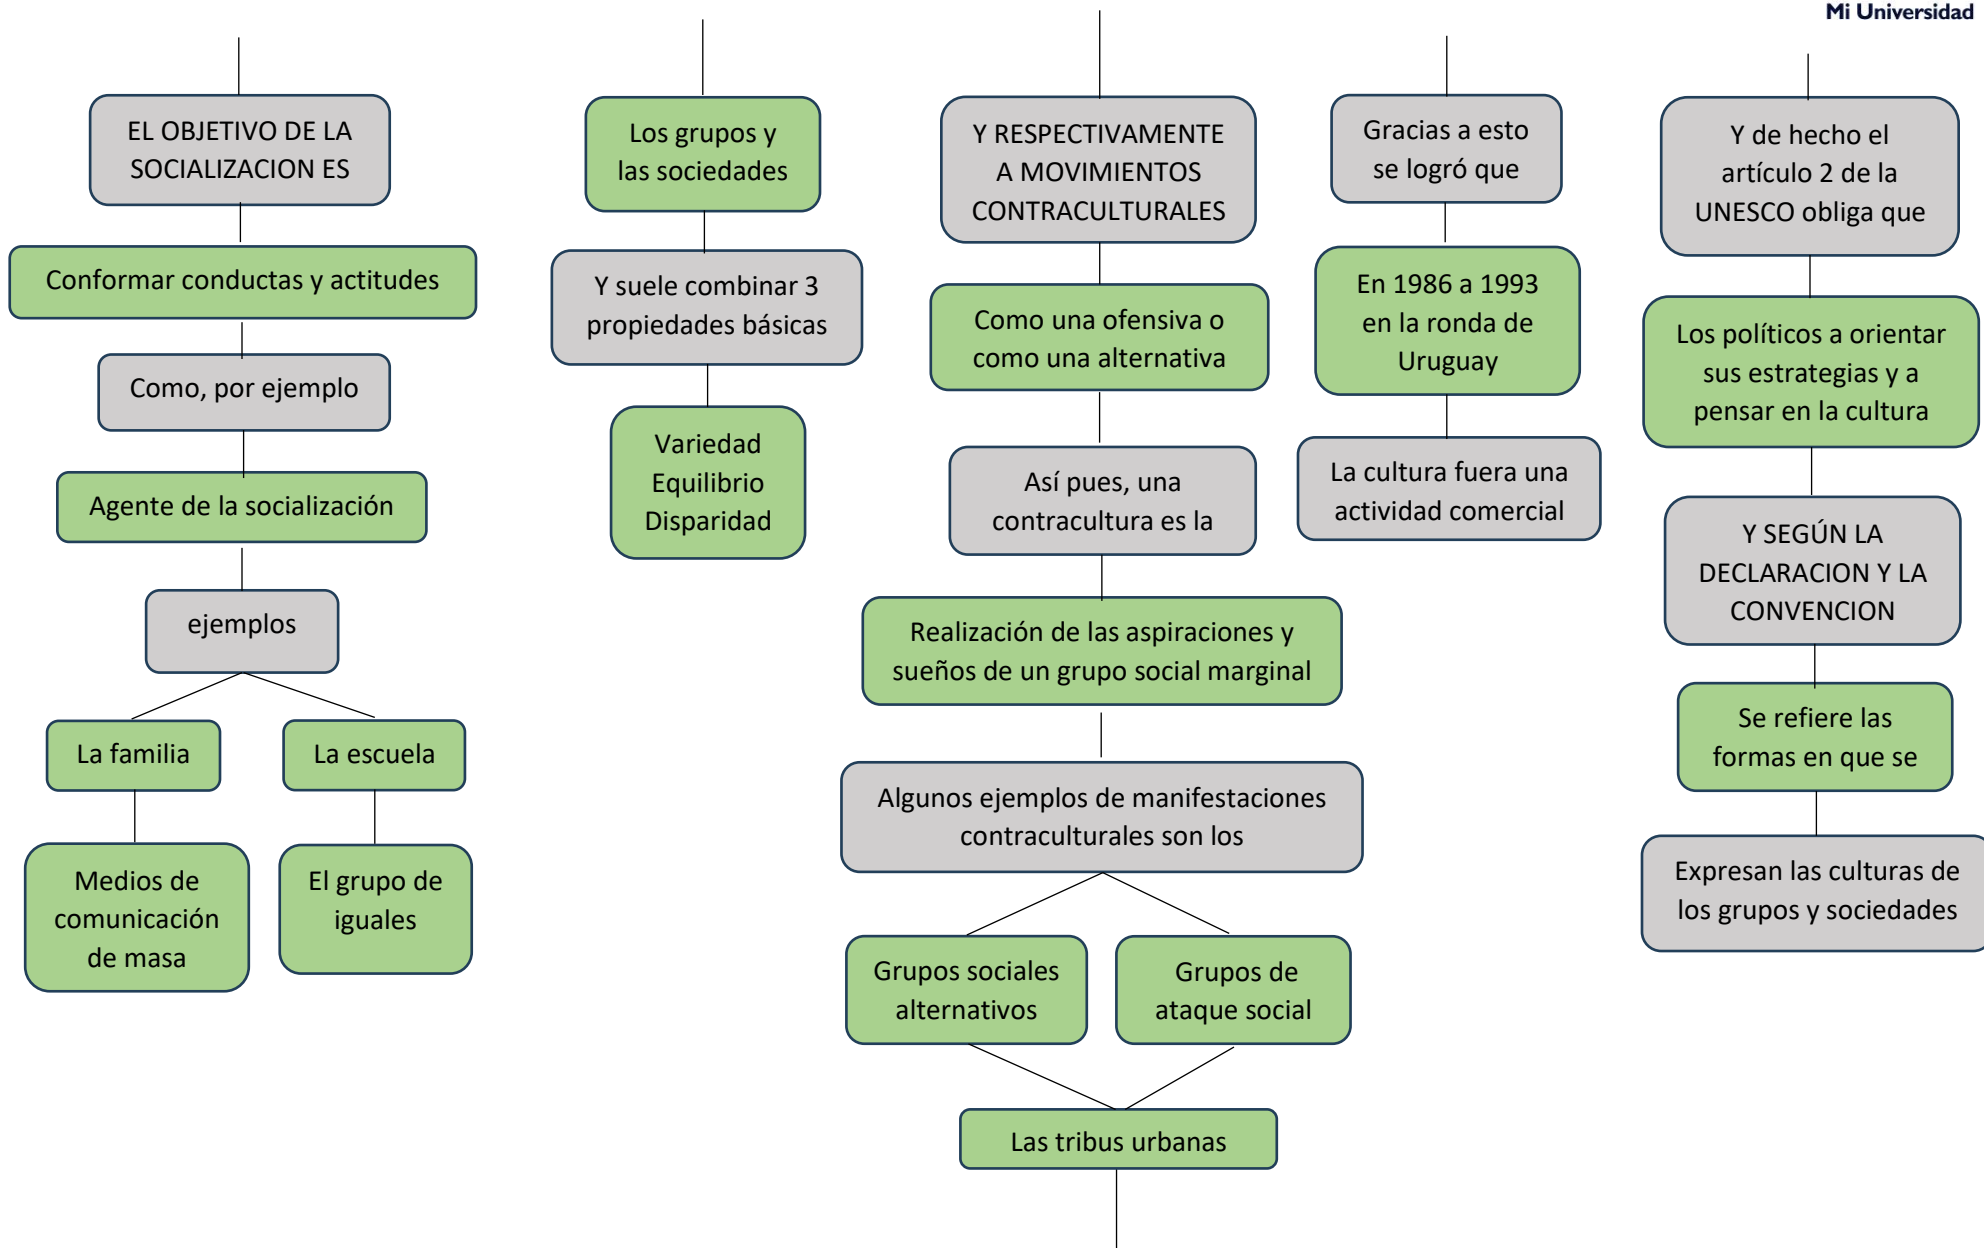 Mi Universidad
EL OBJETIVO DE LA
SOCIALIZACION ES
Conformar conductas y actitudes
Como, por ejemplo
Agente de la socialización
ejemplos
La familia
La escuela
Medios de
comunicación
de masa
El grupo de
iguales
Los grupos y
las sociedades
Y suele combinar 3
propiedades básicas
Variedad
Equilibrio
Disparidad
Y RESPECTIVAMENTE
A MOVIMIENTOS
CONTRACULTURALES
Como una ofensiva o
como una alternativa
Así pues, una
contracultura es la
Realización de las aspiraciones y
sueños de un grupo social marginal
Algunos ejemplos de manifestaciones
contraculturales son los
Grupos sociales
alternativos
Grupos de
ataque social
Las tribus urbanas
Gracias a esto
se logró que
En 1986 a 1993
en la ronda de
Uruguay
La cultura fuera una
actividad comercial
Y de hecho el
artículo 2 de la
UNESCO obliga que
Los políticos a orientar
sus estrategias y a
pensar en la cultura
Y SEGÚN LA
DECLARACION Y LA
CONVENCION
Se refiere las
formas en que se
Expresan las culturas de
los grupos y sociedades